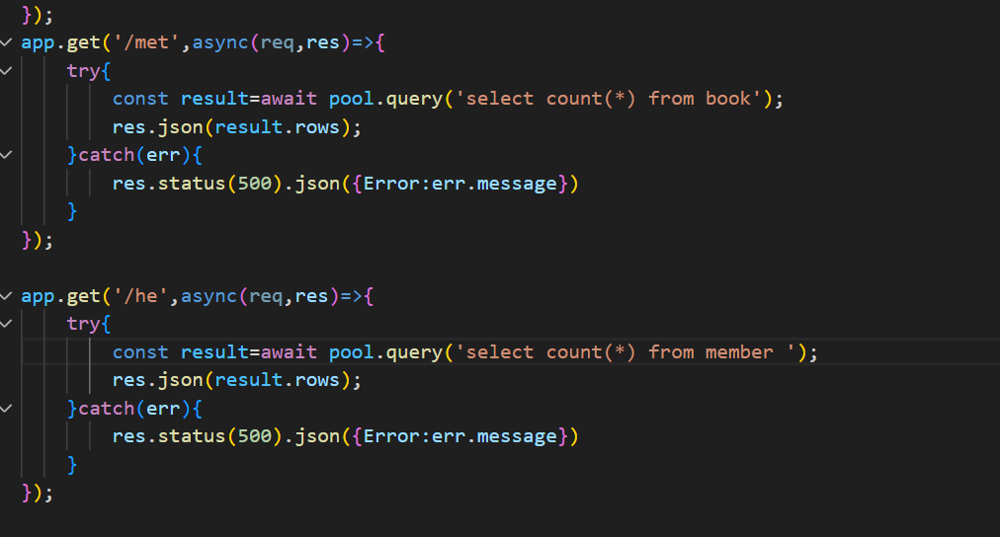 });
app.get('/met',async(req,res)=>{
    try{
        const result=await pool.query('select count(*) from book');
        res.json(result.rows);
    }catch(err){
        res.status(500).json({Error:err.message})
    }
});
app.get('/he',async(req,res)=>{
    try{
        const result=await pool.query('select count(*) from member ');
        res.json(result.rows);
    }catch(err){
        res.status(500).json({Error:err.message})
    }
});